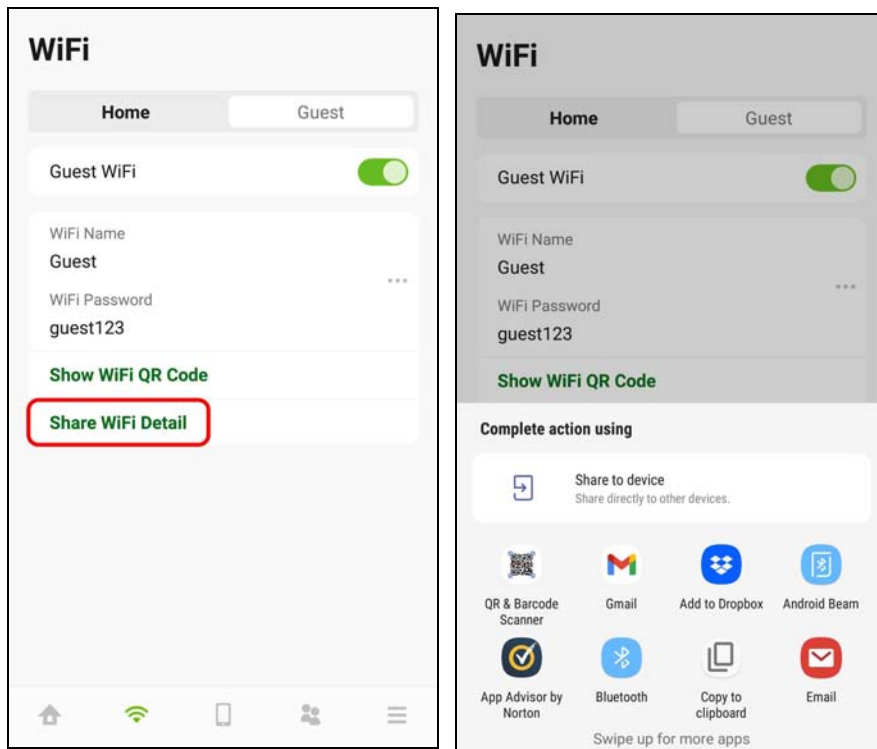 WiFi
Home Guest
Guest WiFi
WiFi Name
Guest
WiFi Password
guest123
Show WiFi QR Code
Share WiFi Detail
WiFi
Home Guest
Guest WiFi
WiFi Name
Guest
WiFi Password
guest123
Show WiFi QR Code
Complete action using
Share to device
Share directly to other devices.
QR & Barcode
Scanner
Gmail
Add to Dropbox
Android Beam
App Advisor by
Norton
Bluetooth
Copy to
clipboard
Email
Swipe up for more apps